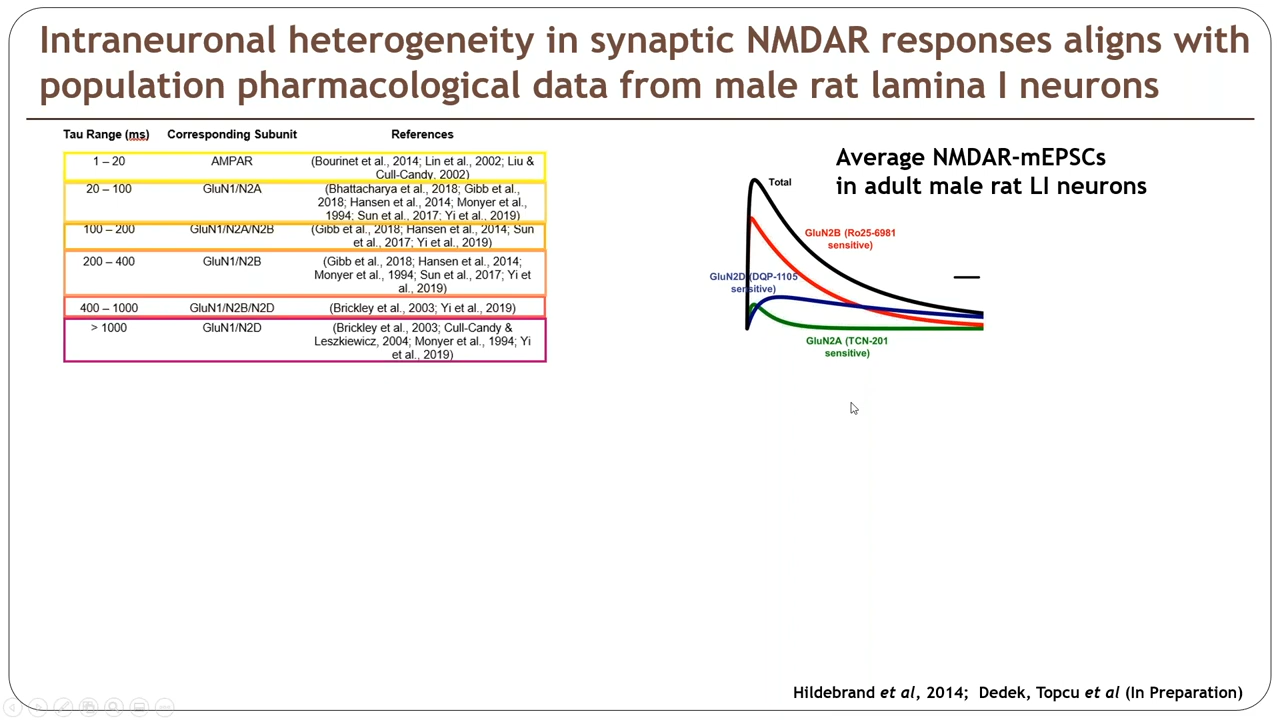 Intraneuronal heterogeneity in synaptic NMDAR responses aligns with
population pharmacological data from male rat lamina I neurons
Tau Range (ms) Corresponding Subunit References
1 – 20 AMPAR (Bourinet et al., 2014; Lin et al., 2002; Liu &
Cull-Candy, 2002)
20 – 100 GluN1/N2A (Bhattacharya et al., 2018; Gibb et al.,
2018; Hansen et al., 2014; Monyer et al.,
1994; Sun et al., 2017; Yi et al., 2019)
100 – 200 GluN1/N2A/N2B (Gibb et al., 2018; Hansen et al., 2014; Sun
et al., 2017; Yi et al., 2019)
200 – 400 GluN1/N2B (Gibb et al., 2018; Hansen et al., 2014;
Monyer et al., 1994; Sun et al., 2017; Yi et
al., 2019)
400 – 1000 GluN1/N2B/N2D (Brickley et al., 2003; Yi et al., 2019)
> 1000 GluN1/N2D (Brickley et al., 2003; Cull-Candy &
Leszkiewicz, 2004; Monyer et al., 1994; Yi
et al., 2019)
Average NMDAR-mEPSCs
in adult male rat LI neurons
Total
GluN2B (Ro25-6981
sensitive)
GluN2D (DQP-1105
sensitive)
GluN2A (TCN-201
sensitive)
Hildebrand et al, 2014; Dedek, Topcu et al (In Preparation)